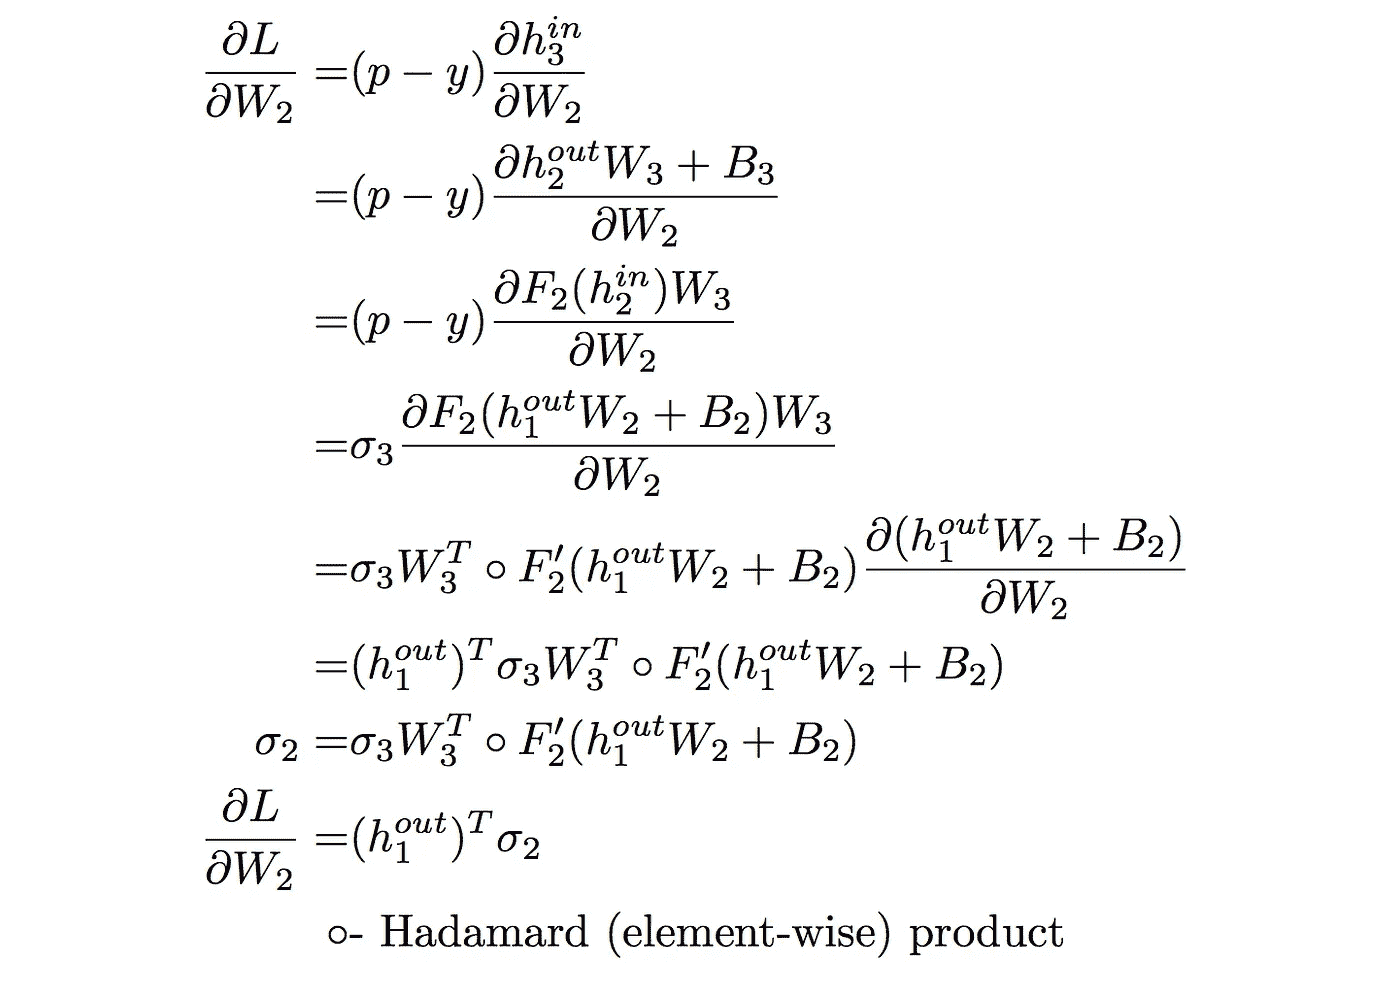 \frac{\partial L}{\partial W_2} = (p - y)\frac{\partial h_3^{in}}{\partial W_2}
= (p - y)\frac{\partial h_2^{out}W_3 + B_3}{\partial W_2}
= (p - y)\frac{\partial F_2(h_2^{in})W_3}{\partial W_2}
= \sigma_3\frac{\partial F_2(h_1^{out}W_2 + B_2)W_3}{\partial W_2}
= \sigma_3 W_3^T \circ F_2'(h_1^{out}W_2 + B_2)\frac{\partial(h_1^{out}W_2 + B_2)}{\partial W_2}
= (h_1^{out})^T\sigma_3 W_3^T \circ F_2'(h_1^{out}W_2 + B_2)
\sigma_2 = \sigma_3 W_3^T \circ F_2'(h_1^{out}W_2 + B_2)
\frac{\partial L}{\partial W_2} = (h_1^{out})^T\sigma_2
∘- Hadamard (element-wise) product